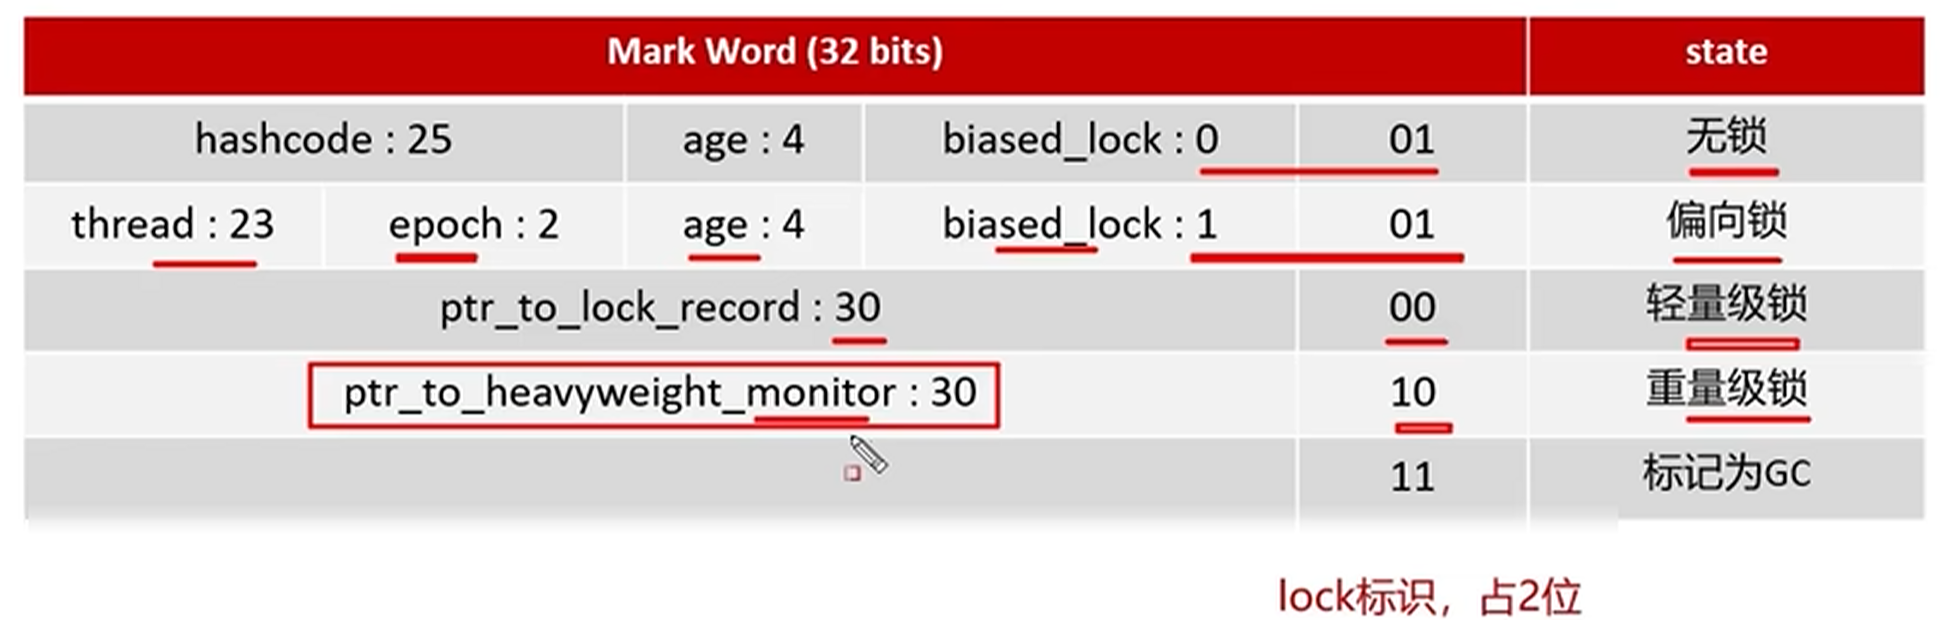 Mark Word (32 bits) state
hashcode : 25 age : 4 biased_lock : 0 01 无锁
thread : 23 epoch : 2 age : 4 biased_lock : 1 01 偏向锁
ptr_to_lock_record : 30 00 轻量级锁
ptr_to_heavyweight_monitor : 30 10 重量级锁
11 标记为GC
lock标识，占2位